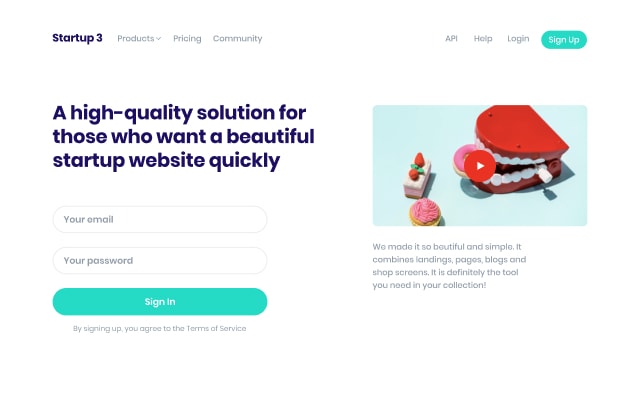 Startup 3 Products Pricing Community API Help Login Sign Up
A high-quality solution for
those who want a beautiful
startup website quickly
Your email
Your password
Sign In
By signing up, you agree to the Terms of Service
We made it so beutiful and simple. It
combines landings, pages, blogs and
shop screens. It is definitely the tool
you need in your collection!